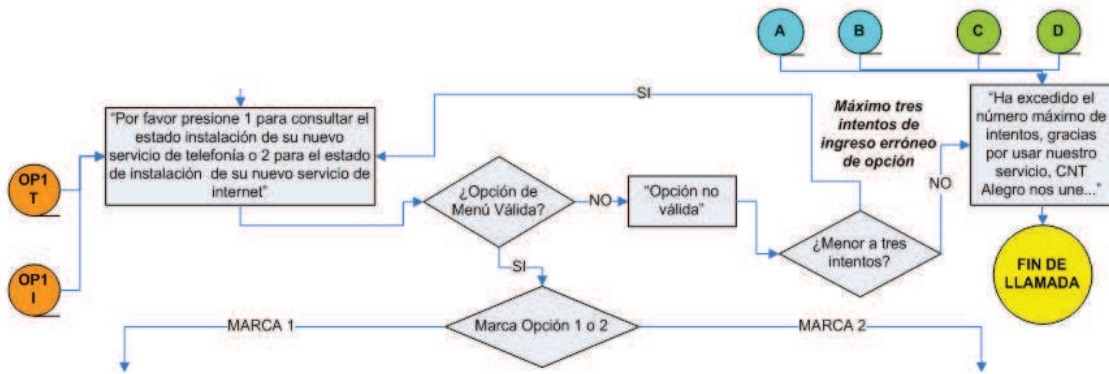 A
B
C
D
SI
"Por favor presione 1 para consultar el
estado instalación de su nuevo
servicio de telefonía o 2 para el estado
de instalación de su nuevo servicio de
internet"
Máximo tres
intentos de
ingreso erróneo
de opción
"Ha excedido el
número máximo de
intentos, gracias
por usar nuestro
servicio, CNT
Alegro nos une..."
OP1
T
¿Opción de
Menú Válida?
NO
"Opción no
válida"
NO
¿Menor a tres
intentos?
OP1
I
SI
FIN DE
LLAMADA
MARCA 1
Marca Opción 1 o 2
MARCA 2